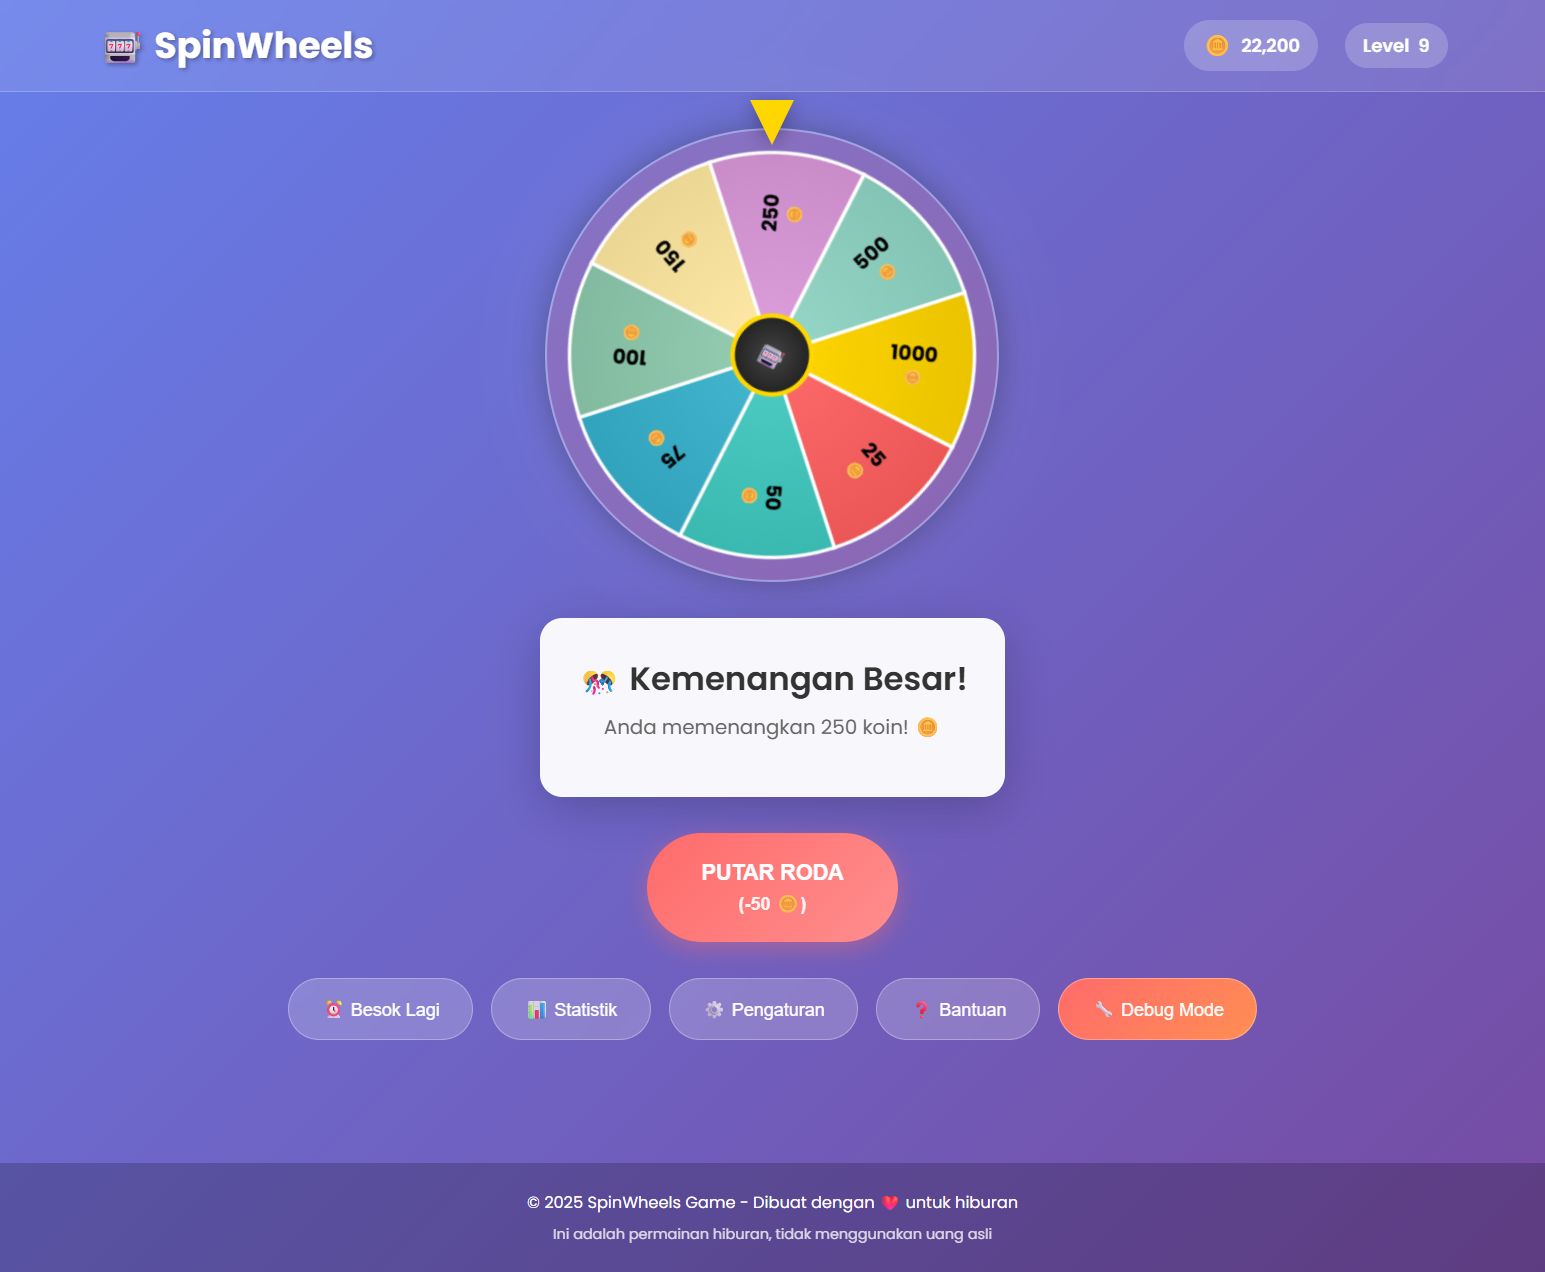 SpinWheels
22,200
Level 9
250
500
150
1000
100
25
75
50
Kemenangan Besar!
Anda memenangkan 250 koin!
PUTAR RODA
(-50 )
Besok Lagi
Statistik
Pengaturan
Bantuan
Debug Mode
© 2025 SpinWheels Game - Dibuat dengan ❤️ untuk hiburan
Ini adalah permainan hiburan, tidak menggunakan uang asli